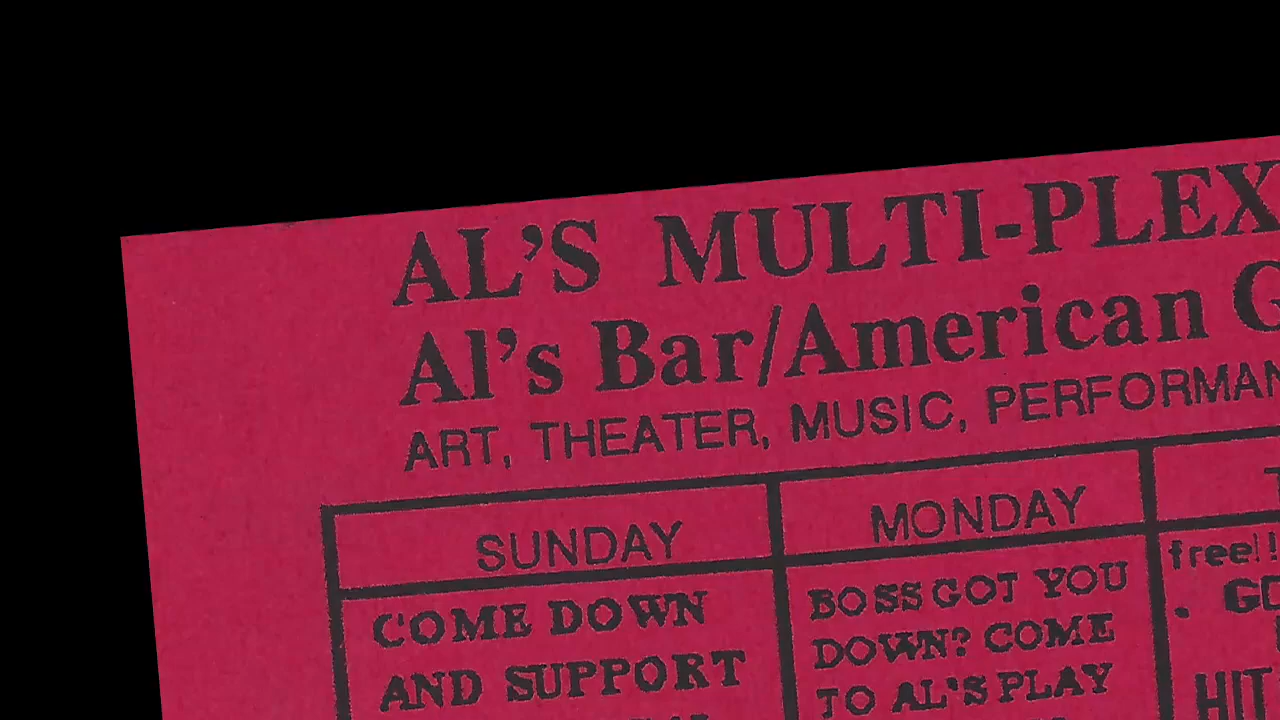 AL'S MULTI-PLEX
Al's Bar/American
ART, THEATER, MUSIC,
SUNDAY
MONDAY
COME DOWN
AND SUPPORT
BOSS GOT YOU
DOWN? COME
TO AL'S PLAY
free!!
HIT